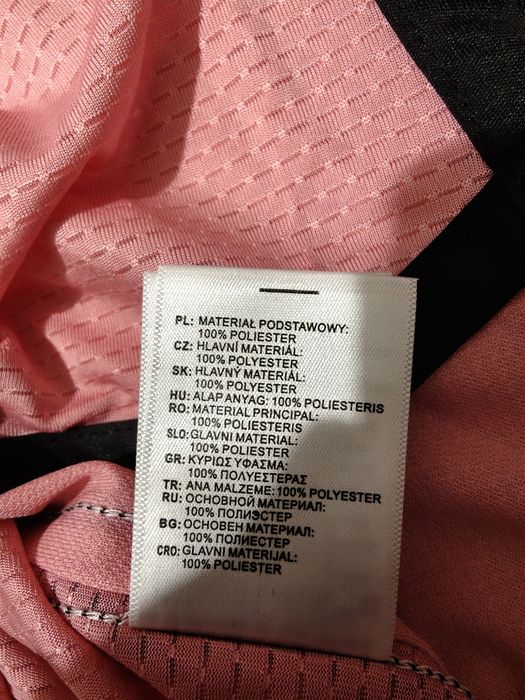 PL: MATERIAŁ PODSTAWOWY:
100% POLIESTER
CZ: HLAVNÍ MATERIÁL:
100% POLYESTER
SK: HLAVNÝ MATERIÁL:
100% POLYESTER
HU: ALAP ANYAG: 100% POLIESTERIS
RO: MATERIAL PRINCIPAL:
100% POLIESTERIS
SLO: GLAVNI MATERIAL:
100% POLIESTER
GR: ΚΥΡΙΩΣ ΥΦΑΣΜΑ:
100% ΠΟΛΥΕΣΤΕΡΑΣ
TR: ANA MALZEME: 100% POLYESTER
RU: ОСНОВНОЙ МАТЕРИАЛ:
100% ПОЛИЭСТЕР
BG: ОСНОВЕН МАТЕРИАЛ:
100% ПОЛИЕСТЕР
CRO: GLAVNI MATERIJAL:
100% POLIESTER